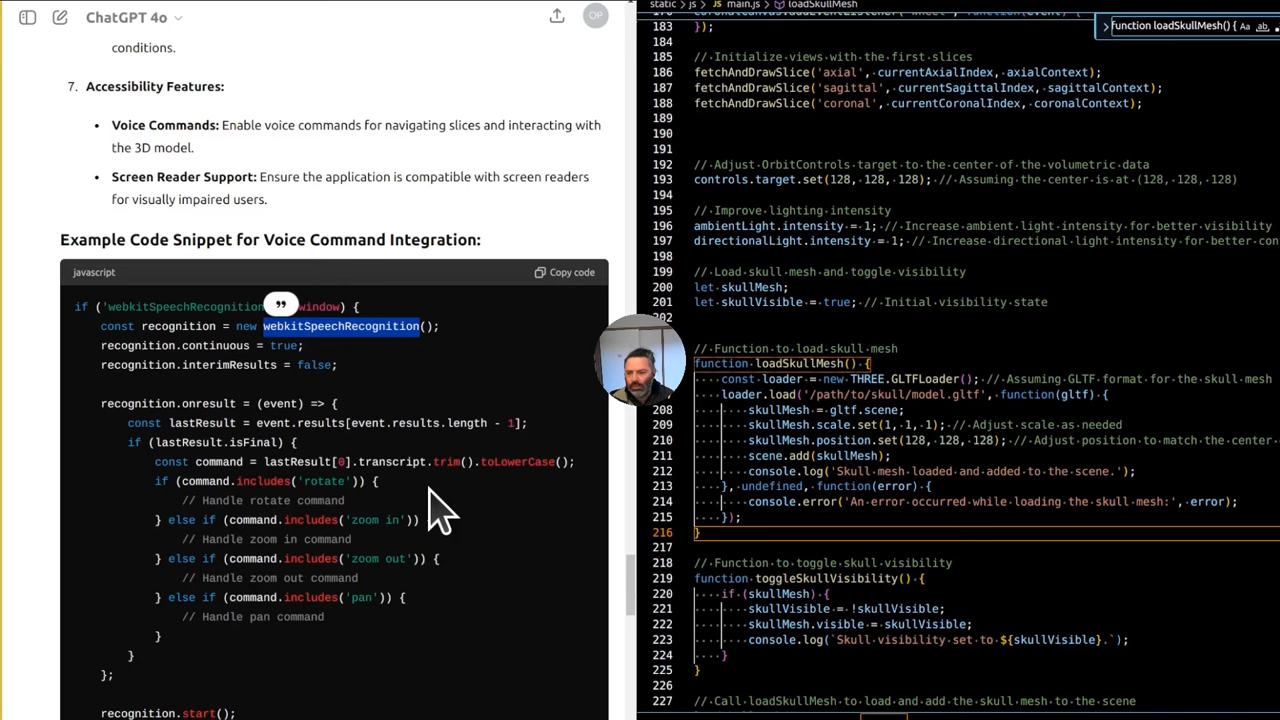 ChatGPT 4o
OP
conditions.
7. Accessibility Features:
• Voice Commands: Enable voice commands for navigating slices and interacting with
the 3D model.
• Screen Reader Support: Ensure the application is compatible with screen readers
for visually impaired users.
Example Code Snippet for Voice Command Integration:
javascript
Copy code
if ('webkitSpeechRecognition window) {
const recognition = new webkitSpeechRecognition();
recognition.continuous = true;
recognition.interimResults = false;
recognition.onresult = (event) => {
const lastResult = event.results[event.results.length - 1];
if (lastResult.isFinal) {
const command = lastResult[0].transcript.trim().toLowerCase();
if (command.includes('rotate')) {
// Handle rotate command
} else if (command.includes('zoom in'))
// Handle zoom in command
} else if (command.includes('zoom out')) {
// Handle zoom out command
} else if (command.includes('pan')) {
// Handle pan command
}
}
};
recognition.start();
static > js > main.js > loadSkullMesh
function loadSkullMesh() { Aa ab
183 });
184
185 // Initialize views with the first slices
186 fetchAndDrawSlice('axial', currentAxialIndex, axialContext);
187 fetchAndDrawSlice('sagittal', currentSagittalIndex, sagittalContext);
188 fetchAndDrawSlice('coronal', currentCoronalIndex, coronalContext);
189
190
191
192 // Adjust OrbitControls target to the center of the volumetric data
193 controls.target.set(128, 128, 128); // Assuming the center is at (128, 128, 128)
194
195 // Improve lighting intensity
196 ambientLight.intensity = 1; // Increase ambient light intensity for better visibility
197 directionalLight.intensity = 1; // Increase directional light intensity for better con
198
199 // Load skull mesh and toggle visibility
200 let skullMesh;
201 let skullVisible = true; // Initial visibility state
202
// Function to load skull mesh
function loadSkullMesh() {
const loader = new THREE.GLTFLoader(); // Assuming GLTF format for the skull mesh
loader.load('/path/to/skull/model.gltf', function(gltf) {
208 skullMesh = gltf.scene;
209 skullMesh.scale.set(1, 1, 1); // Adjust scale as needed
210 skullMesh.position.set(128, 128, 128); // Adjust position to match the center
211 scene.add(skullMesh);
212 console.log('Skull mesh loaded and added to the scene.');
213 }, undefined, function(error) {
214 console.error('An error occurred while loading the skull mesh:', error);
215 });
216 }
217
218 // Function to toggle skull visibility
219 function toggleSkullVisibility() {
220 if (skullMesh) {
221 skullVisible = !skullVisible;
222 skullMesh.visible = skullVisible;
223 console.log(`Skull visibility set to ${skullVisible}.`);
224 }
225 }
226
227 // Call loadSkullMesh to load and add the skull mesh to the scene